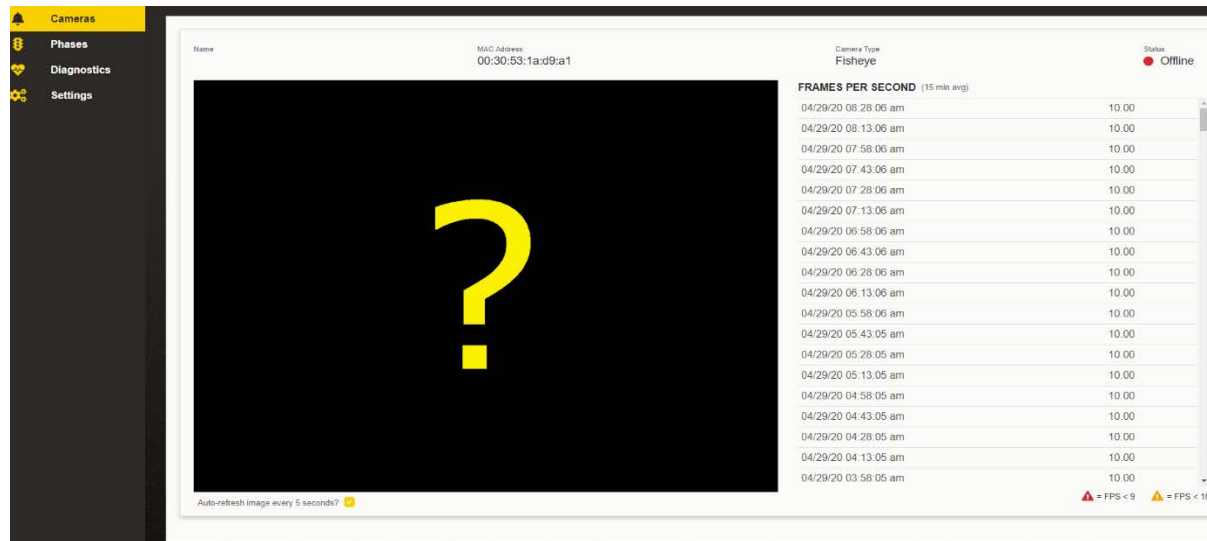 Cameras
Phases
Diagnostics
Settings
Name
MAC Address
Camera Type
Status
00:30:53:1a:d9:a1
Fisheye
Offline
FRAMES PER SECOND (15 min avg)
04/29/20 08:28:06 am 10.00
04/29/20 08:13:06 am 10.00
04/29/20 07:58:06 am 10.00
04/29/20 07:43:06 am 10.00
04/29/20 07:28:06 am 10.00
04/29/20 07:13:06 am 10.00
04/29/20 06:58:06 am 10.00
04/29/20 06:43:06 am 10.00
04/29/20 06:28:06 am 10.00
04/29/20 06:13:06 am 10.00
04/29/20 05:58:06 am 10.00
04/29/20 05:43:05 am 10.00
04/29/20 05:28:05 am 10.00
04/29/20 05:13:05 am 10.00
04/29/20 04:58:05 am 10.00
04/29/20 04:43:05 am 10.00
04/29/20 04:28:05 am 10.00
04/29/20 04:13:05 am 10.00
04/29/20 03:58:05 am 10.00
?
Auto-refresh image every 5 seconds?
= FPS < 9 = FPS <